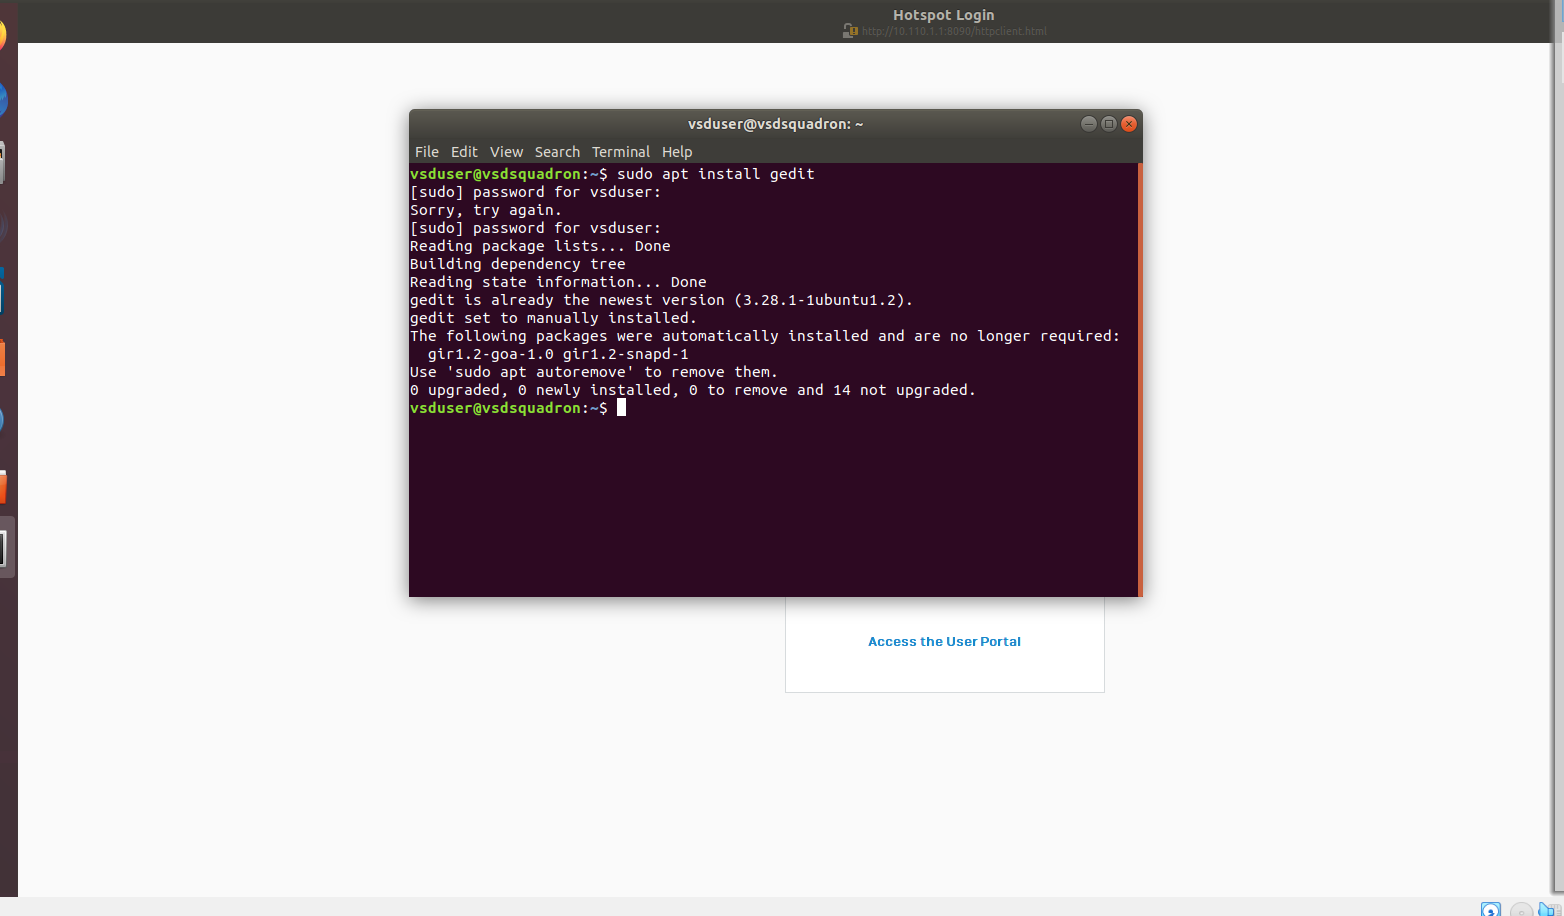 Hotspot Login
http://10.110.1.1:8090/httpclient.html
vsduser@vsdsquadron: ~
File Edit View Search Terminal Help
vsduser@vsdsquadron:~$ sudo apt install gedit
[sudo] password for vsduser:
Sorry, try again.
[sudo] password for vsduser:
Reading package lists... Done
Building dependency tree
Reading state information... Done
gedit is already the newest version (3.28.1-1ubuntu1.2).
gedit set to manually installed.
The following packages were automatically installed and are no longer required:
  gir1.2-goa-1.0 gir1.2-snapd-1
Use 'sudo apt autoremove' to remove them.
0 upgraded, 0 newly installed, 0 to remove and 14 not upgraded.
vsduser@vsdsquadron:~$
Access the User Portal